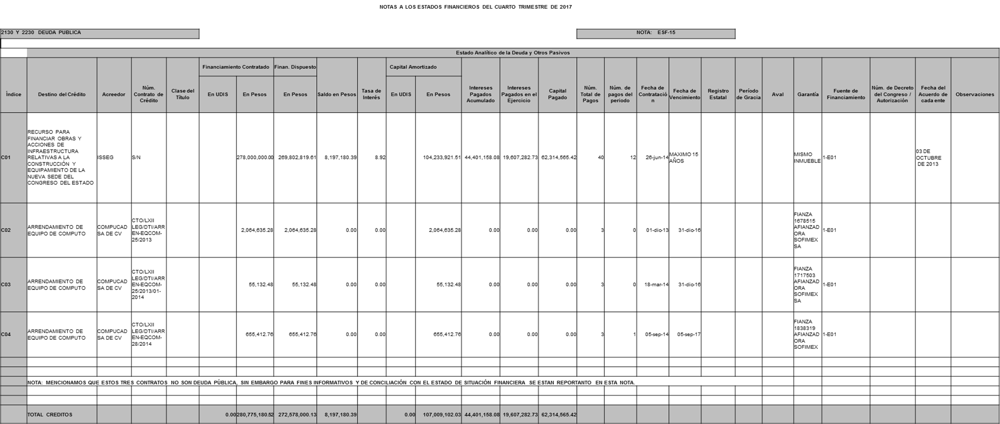 NOTAS A LOS ESTADOS FINANCIEROS DEL CUARTO TRIMESTRE DE 2017
2130 Y 2230 DEUDA PUBLICA
NOTA: ESF-15
Estado Analítico de la Deuda y Otros Pasivos
Índice
Destino del Crédito
Acreedor
Núm.
Contrato de
Crédito
Clase del
Título
Financiamiento Contratado
En UDIS
En Pesos
Finan. Dispuesto
En Pesos
Saldo en Pesos
Tasa de
Interés
Capital Amortizado
En UDIS
En Pesos
Intereses
Pagados
Acumulado
Intereses
Pagados en el
Ejercicio
Capital
Pagado
Núm.
Total de
Pagos
Núm. de
pagos del
periodo
Fecha de
Contratació
n
Fecha de
Vencimiento
Registro
Estatal
Período
de Gracia
Aval
Garantía
Fuente de
Financiamiento
Núm. de Decreto
del Congreso /
Autorización
Fecha del
Acuerdo de
cada ente
Observaciones
C01
RECURSO PARA
FINANCIAR OBRAS Y
ACCIONES DE
INFRAESTRUCTURA
RELATIVAS A LA
CONSTRUCCIÓN Y
EQUIPAMIENTO DE LA
NUEVA SEDE DEL
CONGRESO DEL ESTADO
ISSEG
S/N
278,000,000.00
269,802,819.61
8,197,180.39
8.92
104,233,921.51
44,401,158.08
19,607,282.73
62,314,565.42
40
12
26-jun-14
MAXIMO 15
AÑOS
MISMO
INMUEBLE
1-E01
03 DE
OCTUBRE
DE 2013
C02
ARRENDAMIENTO DE
EQUIPO DE COMPUTO
COMPUCAD
SA DE CV
CTO/LXII
LEG/DTI/ARR
EN-EQCOM-
25/2013
2,064,635.28
2,064,635.28
0.00
0.00
2,064,635.28
0.00
0.00
0.00
3
0
01-dic-13
31-dic-16
FIANZA
1678515
AFIANZAD
ORA
SOFIMEX
SA
1-E01
C03
ARRENDAMIENTO DE
EQUIPO DE COMPUTO
COMPUCAD
SA DE CV
CTO/LXII
LEG/DTI/ARR
EN-EQCOM-
25/2013/01-
2014
55,132.48
55,132.48
0.00
0.00
55,132.48
0.00
0.00
0.00
3
0
18-mar-14
31-dic-16
FIANZA
1717503
AFIANZAD
ORA
SOFIMEX
SA
1-E01
C04
ARRENDAMIENTO DE
EQUIPO DE COMPUTO
COMPUCAD
SA DE CV
CTO/LXII
LEG/DTI/ARR
EN-EQCOM-
28/2014
655,412.76
655,412.76
0.00
0.00
655,412.76
0.00
0.00
0.00
3
1
05-sep-14
05-sep-17
FIANZA
1838319
AFIANZAD
ORA
SOFIMEX
1-E01
NOTA: MENCIONAMOS QUE ESTOS TRES CONTRATOS NO SON DEUDA PÚBLICA, SIN EMBARGO PARA FINES INFORMATIVOS Y DE CONCILIACIÓN CON EL ESTADO DE SITUACIÓN FINANCIERA SE ESTAN REPORTANTO EN ESTA NOTA.
TOTAL CREDITOS
0.00
280,775,180.52
272,578,000.13
8,197,180.39
0.00
107,009,102.03
44,401,158.08
19,607,282.73
62,314,565.42